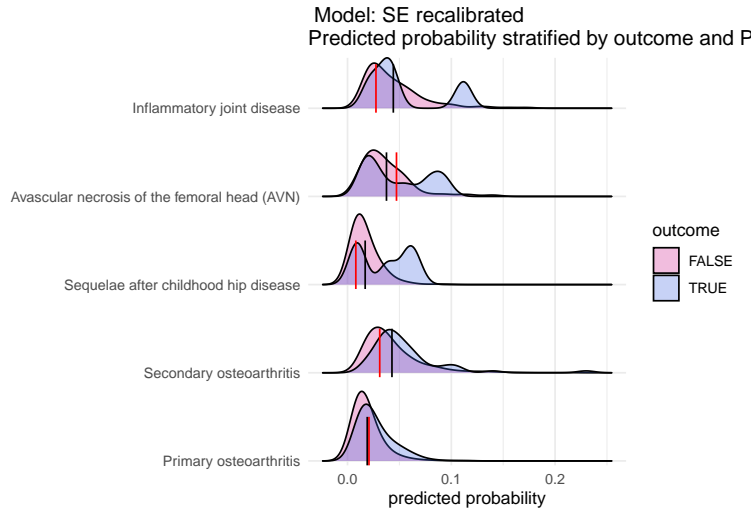 Model: SE recalibrated
Predicted probability stratified by outcome and P
Inflammatory joint disease
Avascular necrosis of the femoral head (AVN)
Sequelae after childhood hip disease
Secondary osteoarthritis
Primary osteoarthritis
0.0 0.1 0.2
predicted probability
outcome
FALSE
TRUE